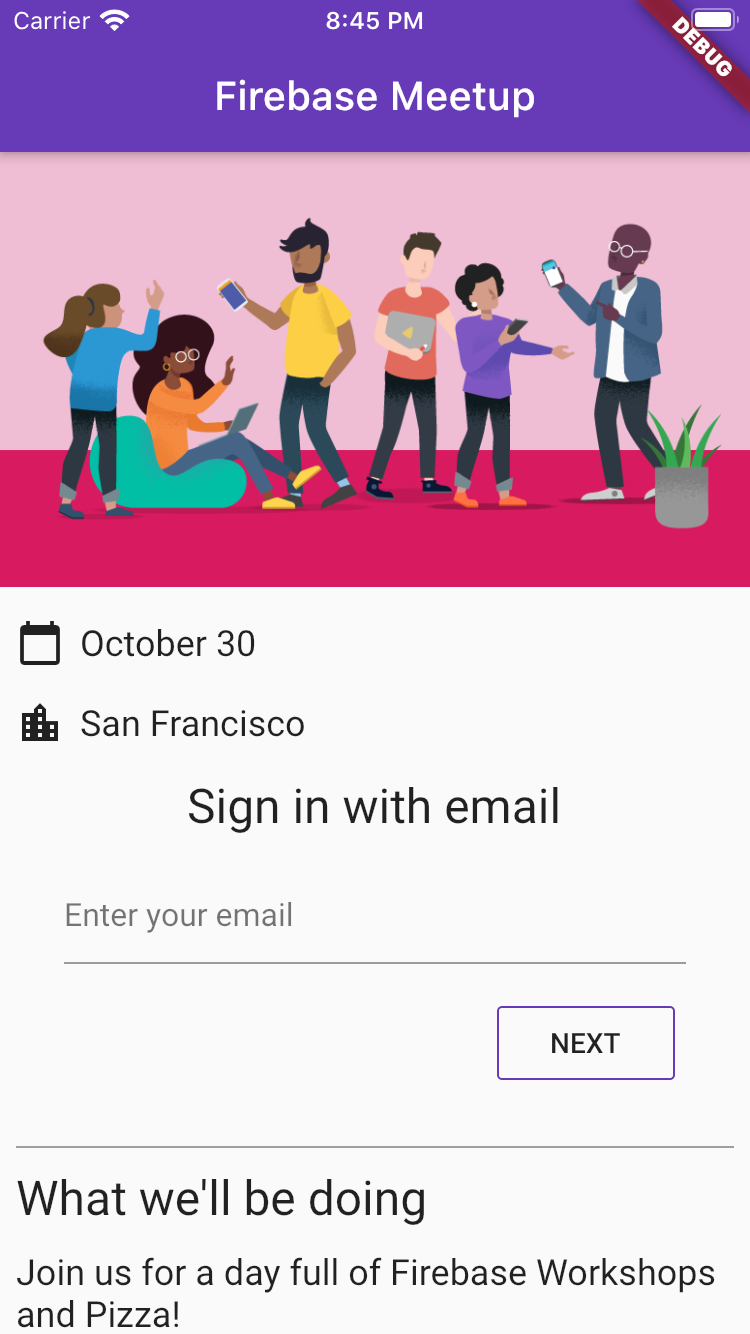 Carrier 8:45 PM
DEBUG
Firebase Meetup
October 30
San Francisco
Sign in with email
Enter your email
NEXT
What we'll be doing
Join us for a day full of Firebase Workshops
and Pizza!